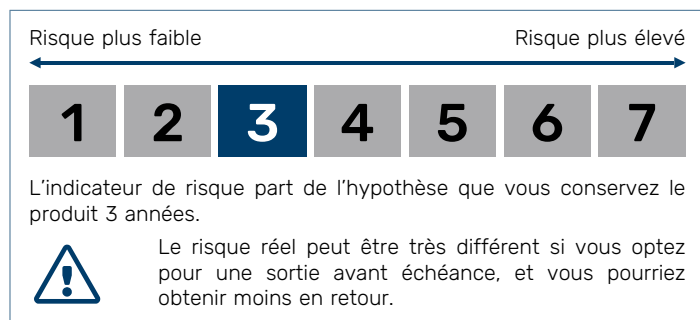 Risque plus faible Risque plus élevé
1 2 3 4 5 6 7
L'indicateur de risque part de l'hypothèse que vous conservez le
produit 3 années.
Le risque réel peut être très différent si vous optez
pour une sortie avant échéance, et vous pourriez
obtenir moins en retour.